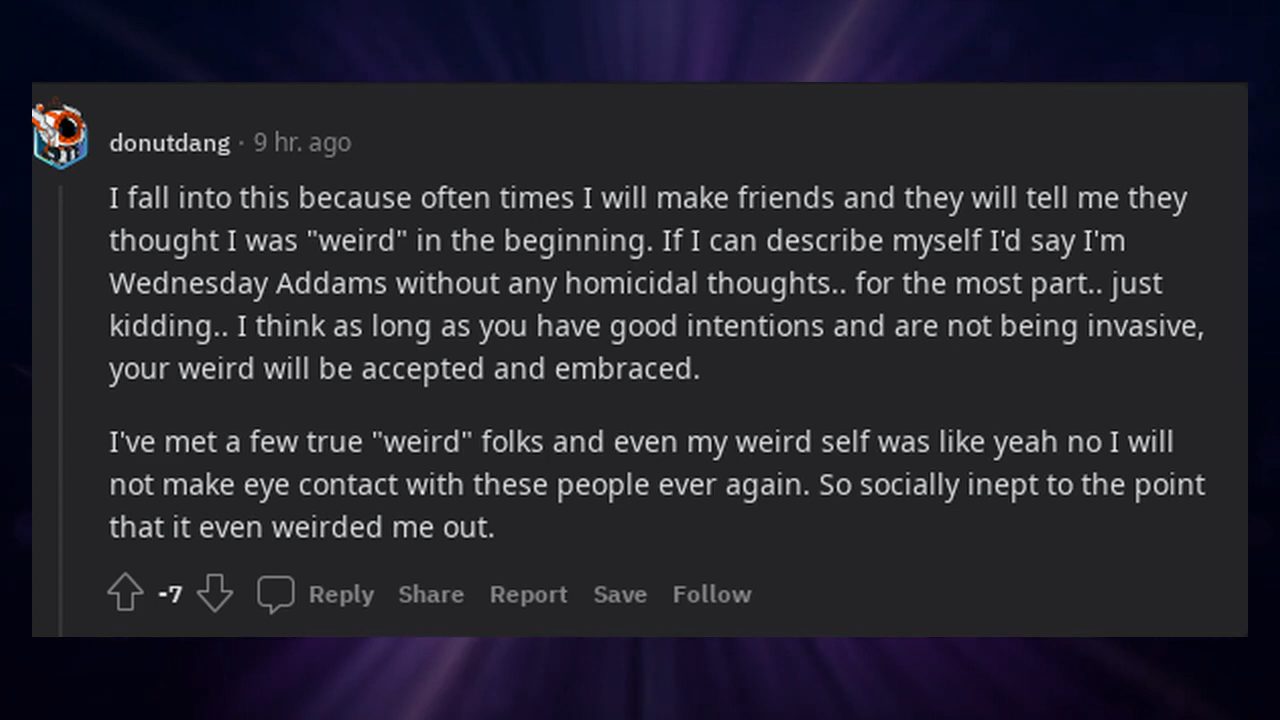 donutdang · 9 hr. ago
I fall into this because often times I will make friends and they will tell me they
thought I was "weird" in the beginning. If I can describe myself I'd say I'm
Wednesday Addams without any homicidal thoughts.. for the most part.. just
kidding.. I think as long as you have good intentions and are not being invasive,
your weird will be accepted and embraced.
I've met a few true "weird" folks and even my weird self was like yeah no I will
not make eye contact with these people ever again. So socially inept to the point
that it even weirded me out.
-7 Reply Share Report Save Follow